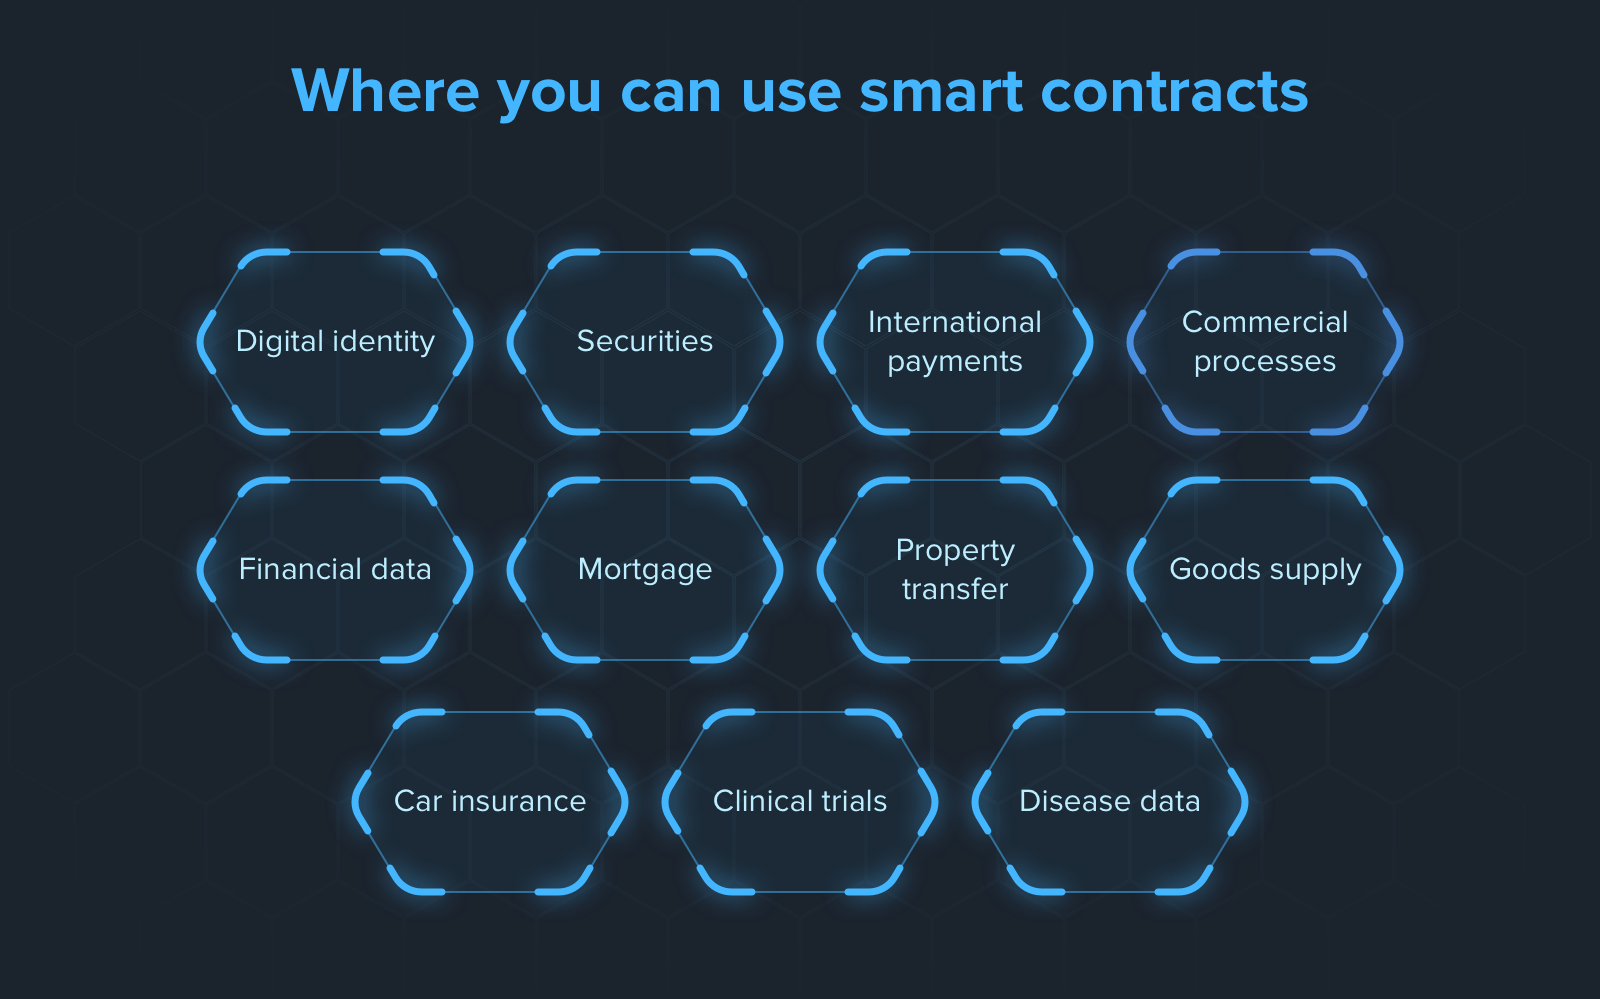 Where you can use smart contracts
Digital identity
Securities
International
payments
Commercial
processes
Financial data
Mortgage
Property
transfer
Goods supply
Car insurance
Clinical trials
Disease data